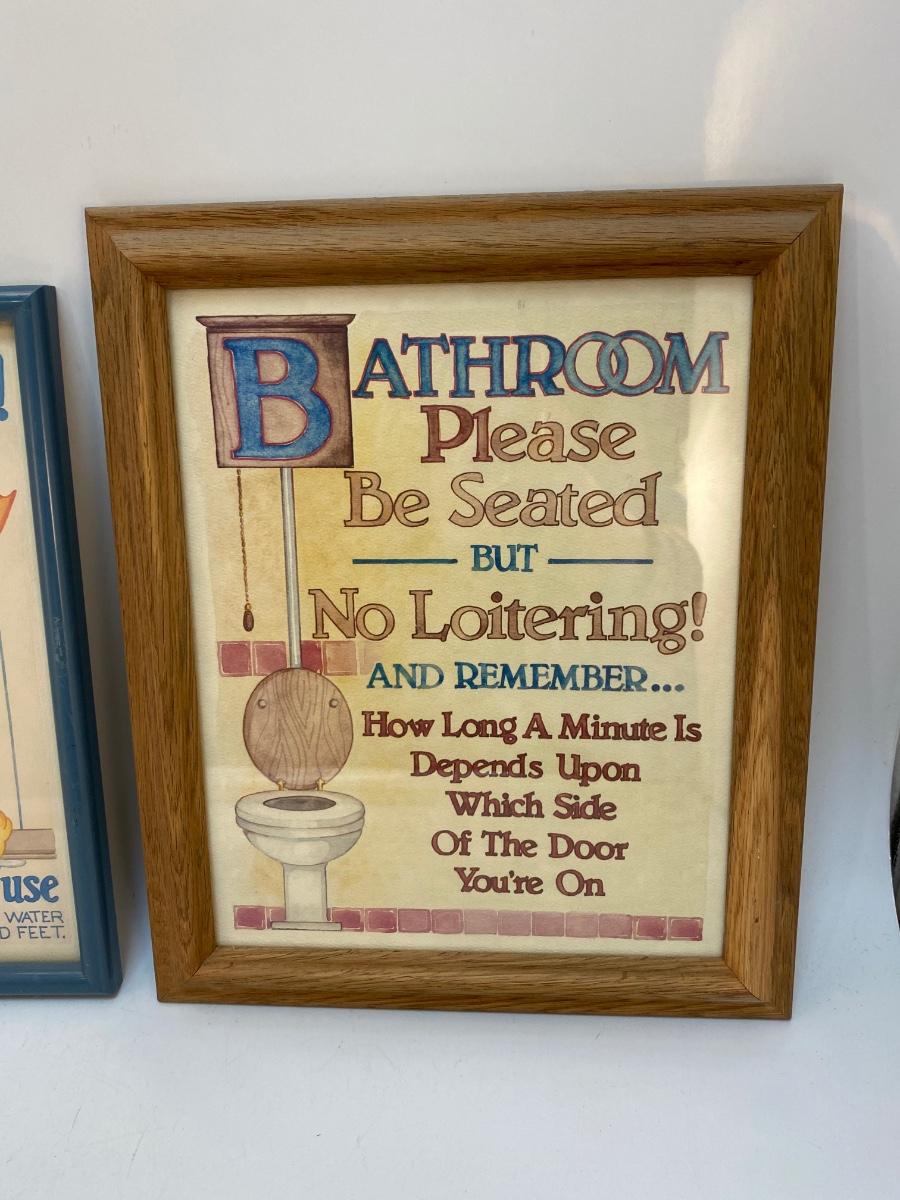 BATHROOM
Please
Be Seated
BUT
No Loitering!
AND REMEMBER...
How Long A Minute Is
Depends Upon
Which Side
Of The Door
You're On
!
use
WATER
D FEET.